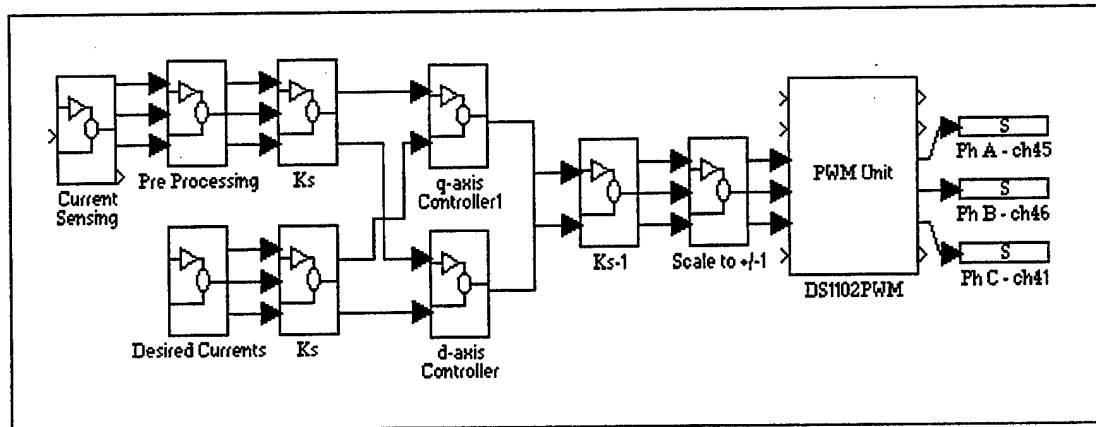 Current
Sensing
Pre Processing
Ks
q-axis
Controller1
Desired Currents
Ks
d-axis
Controller
Ks-1
Scale to +/-1
PWM Unit
DS1102PWM
S
Ph A - ch45
S
Ph B - ch46
S
Ph C - ch41